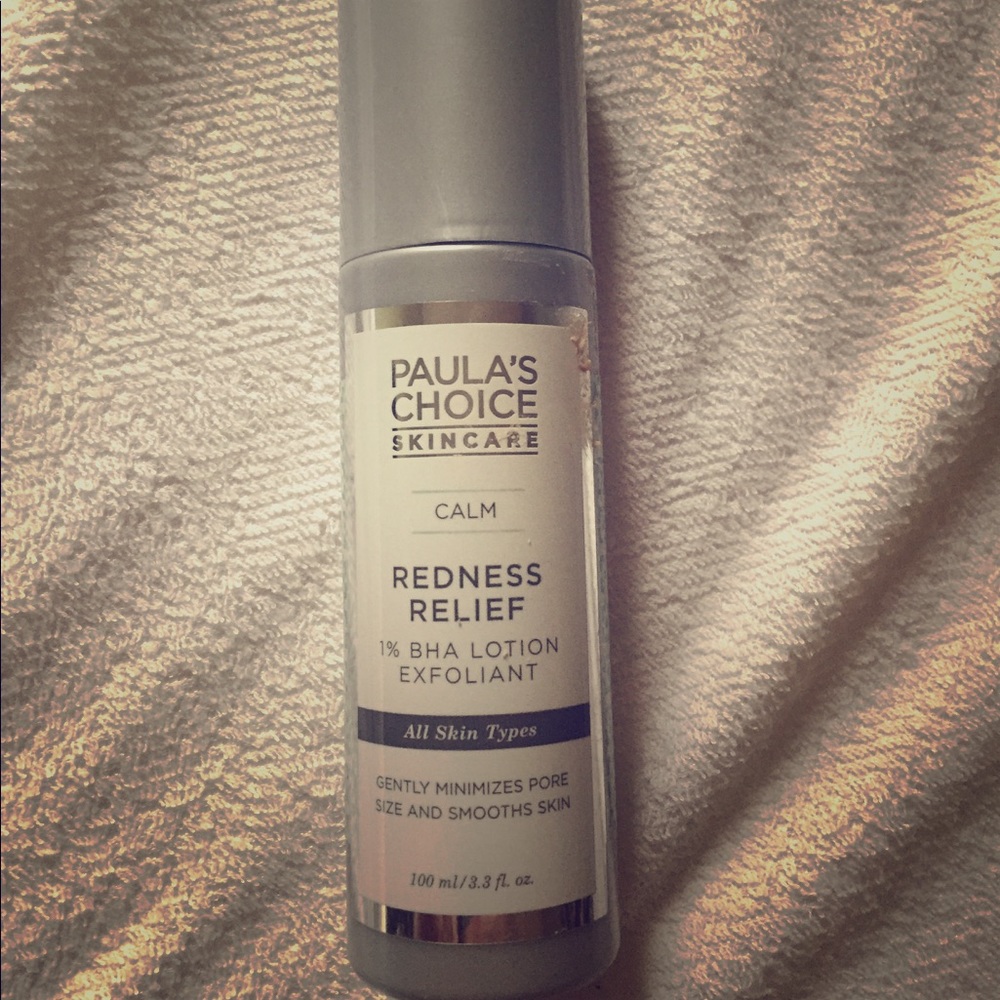 PAULA'S
CHOICE
SKINCARE
CALM
REDNESS
RELIEF
1% BHA LOTION
EXFOLIANT
All Skin Types
GENTLY MINIMIZES PORE
SIZE AND SMOOTHS SKIN
100 ml/3.3 fl. oz.